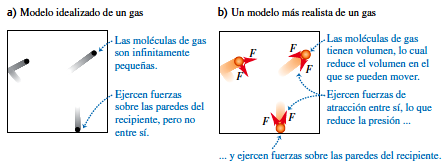 a) Modelo idealizado de un gas
Las moléculas de gas
son infinitamente
pequeñas.
Ejercen fuerzas
sobre las paredes del
recipiente, pero no
entre sí.
b) Un modelo más realista de un gas
F
F
F
F
F
F
Las moléculas de gas
tienen volumen, lo cual
reduce el volumen en el
que se pueden mover.
Ejercen fuerzas de
atracción entre sí, lo que
reduce la presión ...
... y ejercen fuerzas sobre las paredes del recipiente.